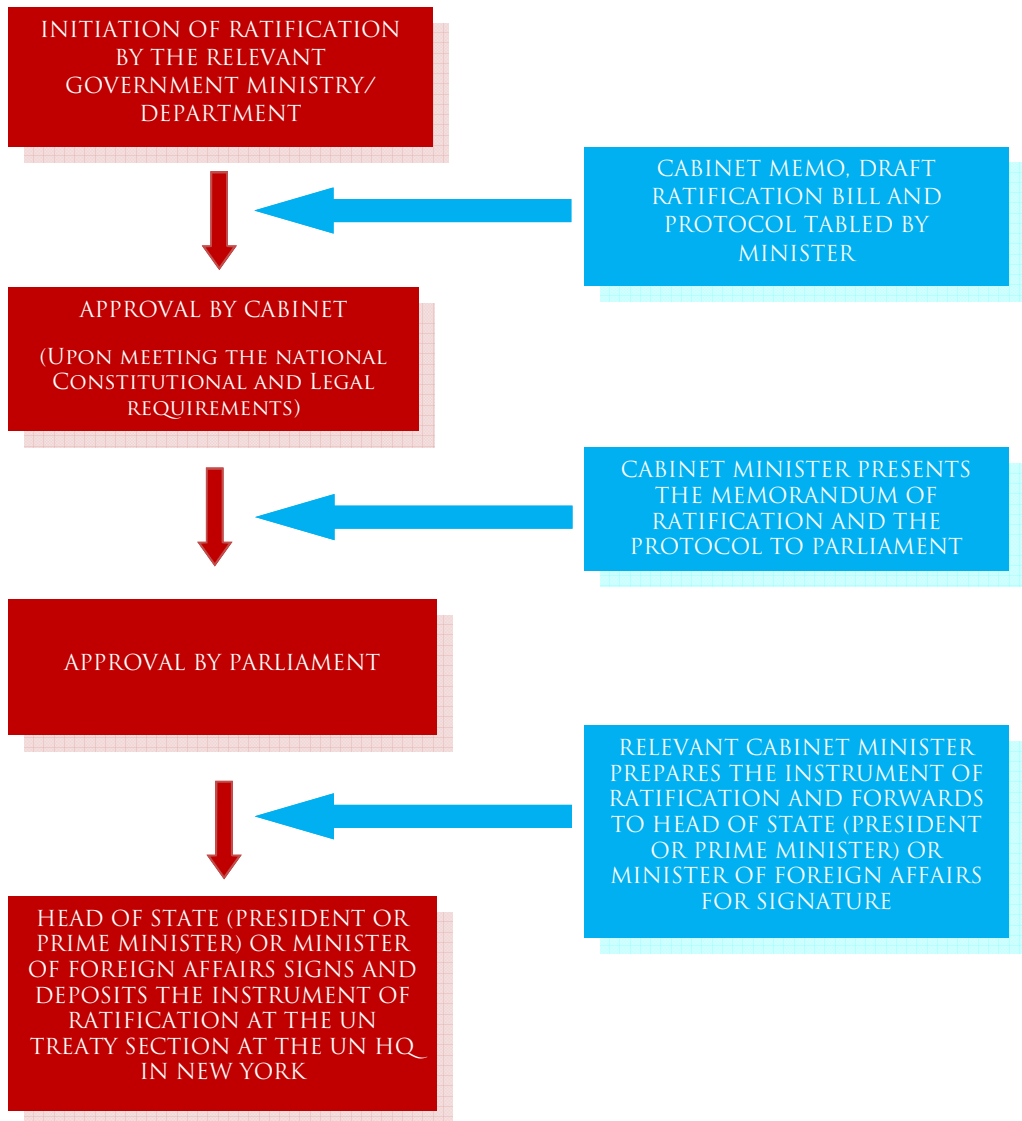 INITIATION OF RATIFICATION
BY THE RELEVANT
GOVERNMENT MINISTRY/
DEPARTMENT
CABINET MEMO, DRAFT
RATIFICATION BILL AND
PROTOCOL TABLED BY
MINISTER
APPROVAL BY CABINET
(UPON MEETING THE NATIONAL
CONSTITUTIONAL AND LEGAL
REQUIREMENTS)
CABINET MINISTER PRESENTS
THE MEMORANDUM OF
RATIFICATION AND THE
PROTOCOL TO PARLIAMENT
APPROVAL BY PARLIAMENT
RELEVANT CABINET MINISTER
PREPARES THE INSTRUMENT OF
RATIFICATION AND FORWARDS
TO HEAD OF STATE (PRESIDENT
OR PRIME MINISTER) OR
MINISTER OF FOREIGN AFFAIRS
FOR SIGNATURE
HEAD OF STATE (PRESIDENT OR
PRIME MINISTER) OR MINISTER
OF FOREIGN AFFAIRS SIGNS AND
DEPOSITS THE INSTRUMENT OF
RATIFICATION AT THE UN
TREATY SECTION AT THE UN HQ
IN NEW YORK